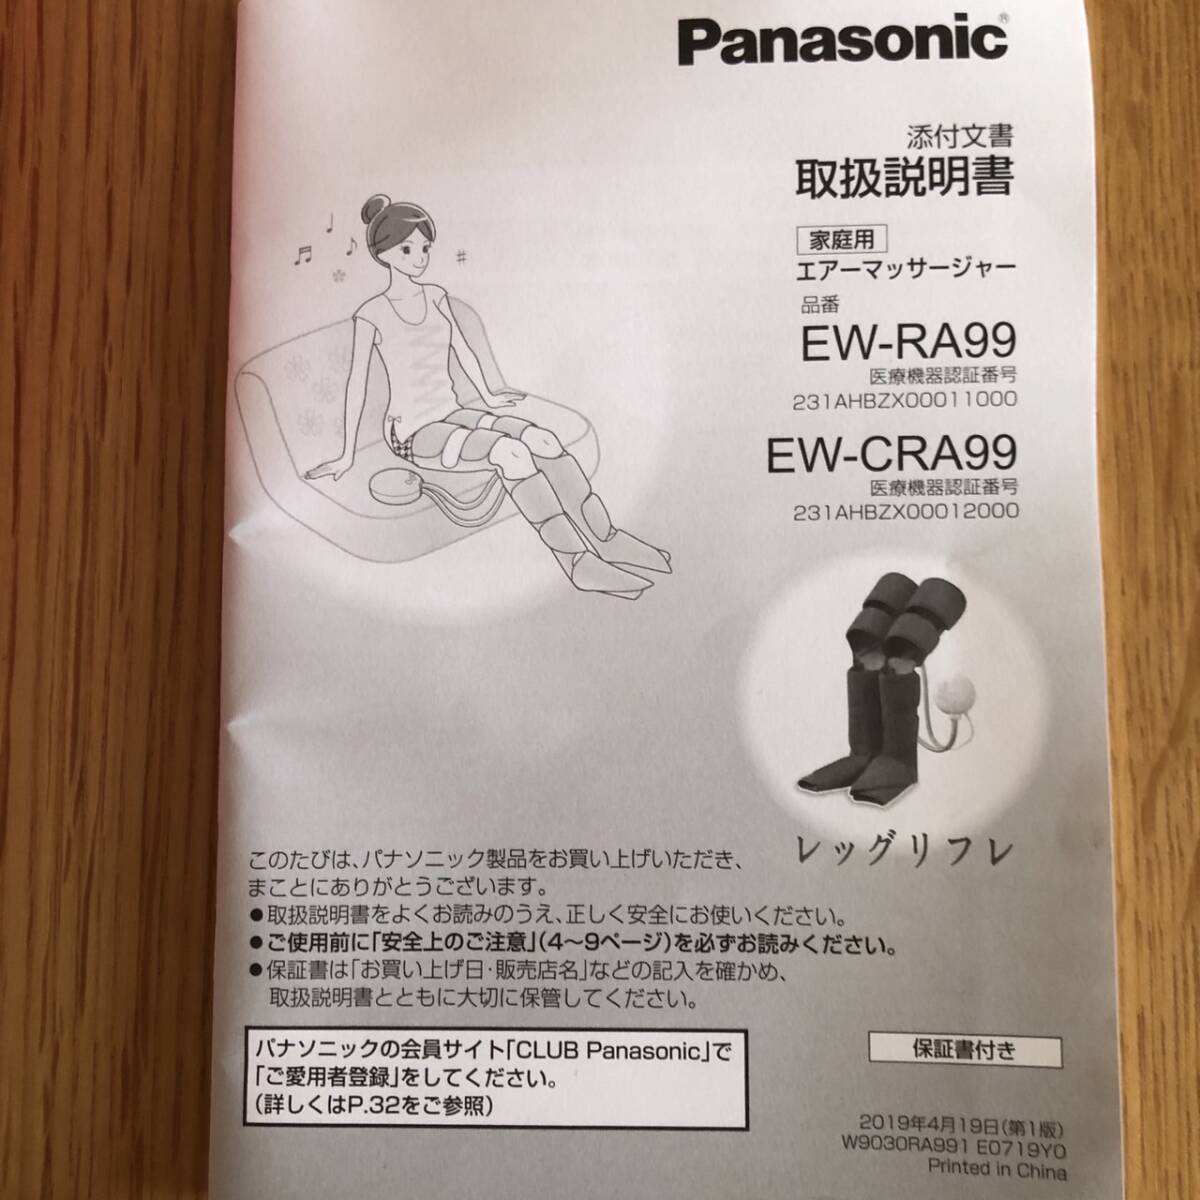 Panasonic®
添付文書
取扱説明書
家庭用
エアーマッサージャー
品番
EW-RA99
医療機器認証番号
231AHBZX00011000
EW-CRA99
医療機器認証番号
231AHBZX00012000
レッグリフレ
このたびは、パナソニック製品をお買い上げいただき、
まことにありがとうございます。
●取扱説明書をよくお読みのうえ、正しく安全にお使いください。
●ご使用前に「安全上のご注意」(4～9ページ)を必ずお読みください。
●保証書は「お買い上げ日・販売店名」などの記入を確かめ、
取扱説明書とともに大切に保管してください。
パナソニックの会員サイト「CLUB Panasonic」で
「ご愛用者登録」をしてください。
(詳しくはP.32をご参照)
保証書付き
2019年4月19日(第1版)
W9030RA991 E0719Y0
Printed in China